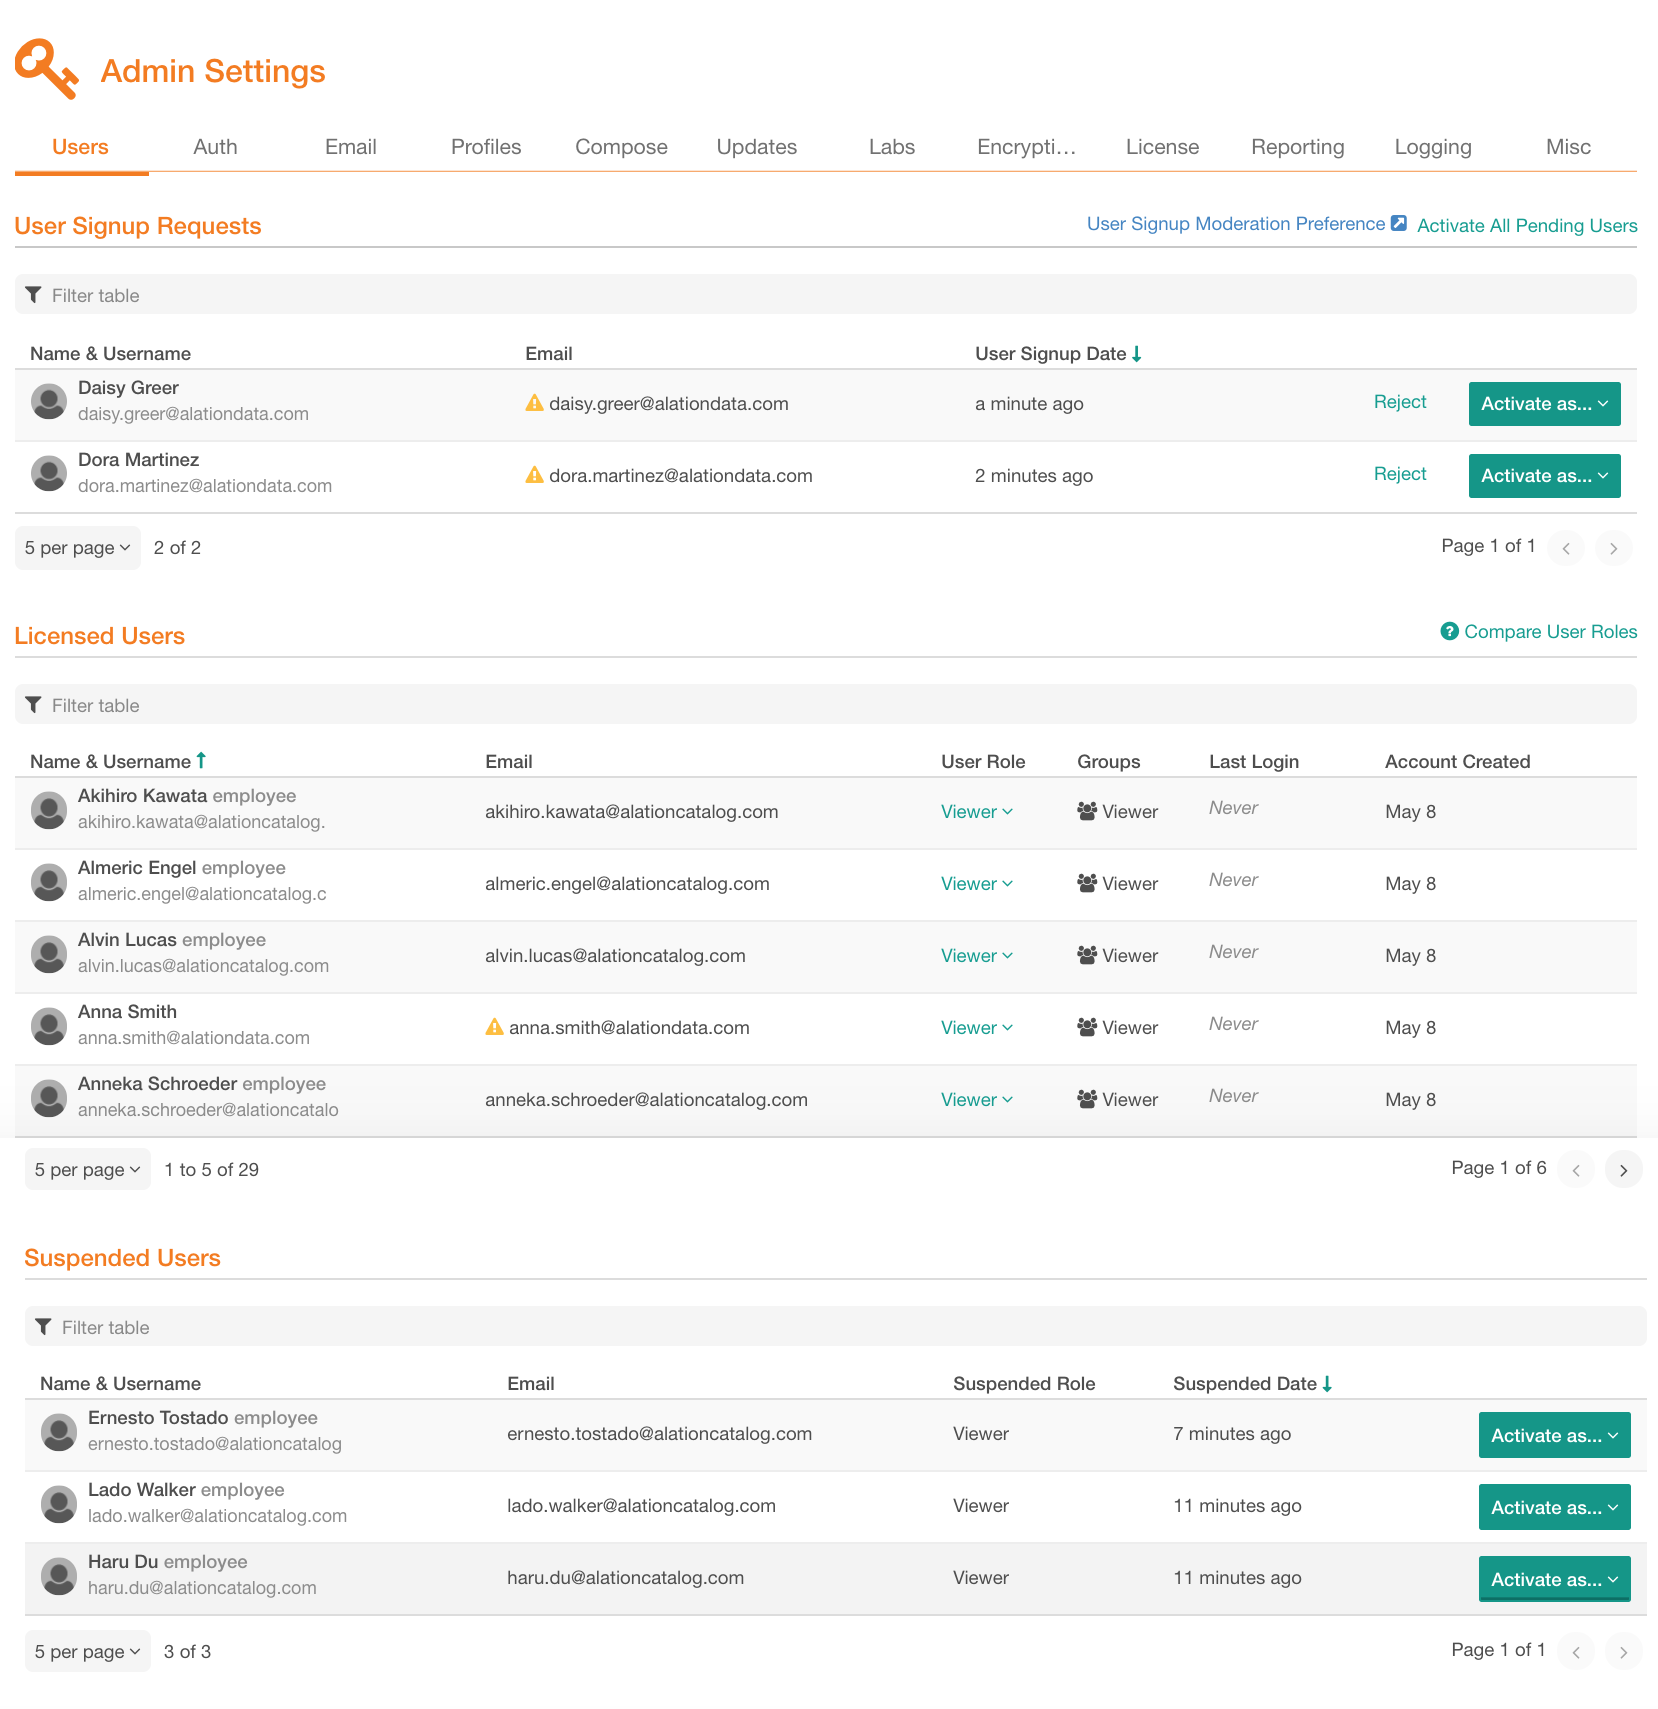 Admin Settings
Users Auth Email Profiles Compose Updates Labs Encrypti... License Reporting Logging Misc
User Signup Requests User Signup Moderation Preference Activate All Pending Users
Filter table
Name & Username Email User Signup Date
Daisy Greer
daisy.greer@alationdata.com daisy.greer@alationdata.com a minute ago Reject Activate as...
Dora Martinez
dora.martinez@alationdata.com dora.martinez@alationdata.com 2 minutes ago Reject Activate as...
5 per page 2 of 2 Page 1 of 1
Licensed Users Compare User Roles
Filter table
Name & Username Email User Role Groups Last Login Account Created
Akihiro Kawata employee
akihiro.kawata@alationcatalog. akihiro.kawata@alationcatalog.com Viewer Viewer Never May 8
Almeric Engel employee
almeric.engel@alationcatalog.c almeric.engel@alationcatalog.com Viewer Viewer Never May 8
Alvin Lucas employee
alvin.lucas@alationcatalog.com alvin.lucas@alationcatalog.com Viewer Viewer Never May 8
Anna Smith
anna.smith@alationdata.com anna.smith@alationdata.com Viewer Viewer Never May 8
Anneka Schroeder employee
anneka.schroeder@alationcatalo anneka.schroeder@alationcatalog.com Viewer Viewer Never May 8
5 per page 1 to 5 of 29 Page 1 of 6
Suspended Users
Filter table
Name & Username Email Suspended Role Suspended Date
Ernesto Tostado employee
ernesto.tostado@alationcatalog ernesto.tostado@alationcatalog.com Viewer 7 minutes ago Activate as...
Lado Walker employee
lado.walker@alationcatalog.com lado.walker@alationcatalog.com Viewer 11 minutes ago Activate as...
Haru Du employee
haru.du@alationcatalog.com haru.du@alationcatalog.com Viewer 11 minutes ago Activate as...
5 per page 3 of 3 Page 1 of 1